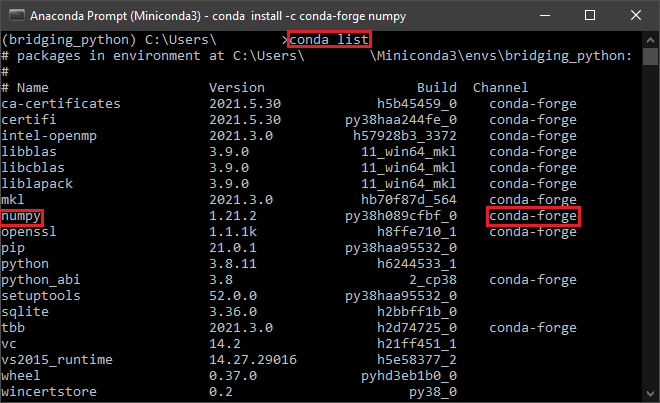 Anaconda Prompt (Miniconda3) - conda install -c conda-forge numpy
(bridging_python) C:\Users\ >conda list
# packages in environment at C:\Users\ \Miniconda3\envs\bridging_python:
#
# Name Version Build Channel
ca-certificates 2021.5.30 h5b45459_0 conda-forge
certifi 2021.5.30 py38haa244fe_0 conda-forge
intel-openmp 2021.3.0 h57928b3_3372 conda-forge
libblas 3.9.0 11_win64_mkl conda-forge
libcblas 3.9.0 11_win64_mkl conda-forge
liblapack 3.9.0 11_win64_mkl conda-forge
mkl 2021.3.0 hb70f87d_564 conda-forge
numpy 1.21.2 py38h089cfbf_0 conda-forge
openssl 1.1.1k h8ffe710_1 conda-forge
pip 21.0.1 py38haa95532_0
python 3.8.11 h6244533_1
python_abi 3.8 2_cp38 conda-forge
setuptools 52.0.0 py38haa95532_0
sqlite 3.36.0 h2bbff1b_0
tbb 2021.3.0 h2d74725_0 conda-forge
vc 14.2 h21ff451_1
vs2015_runtime 14.27.29016 h5e58377_2
wheel 0.37.0 pyhd3eb1b0_0
wincertstore 0.2 py38_0